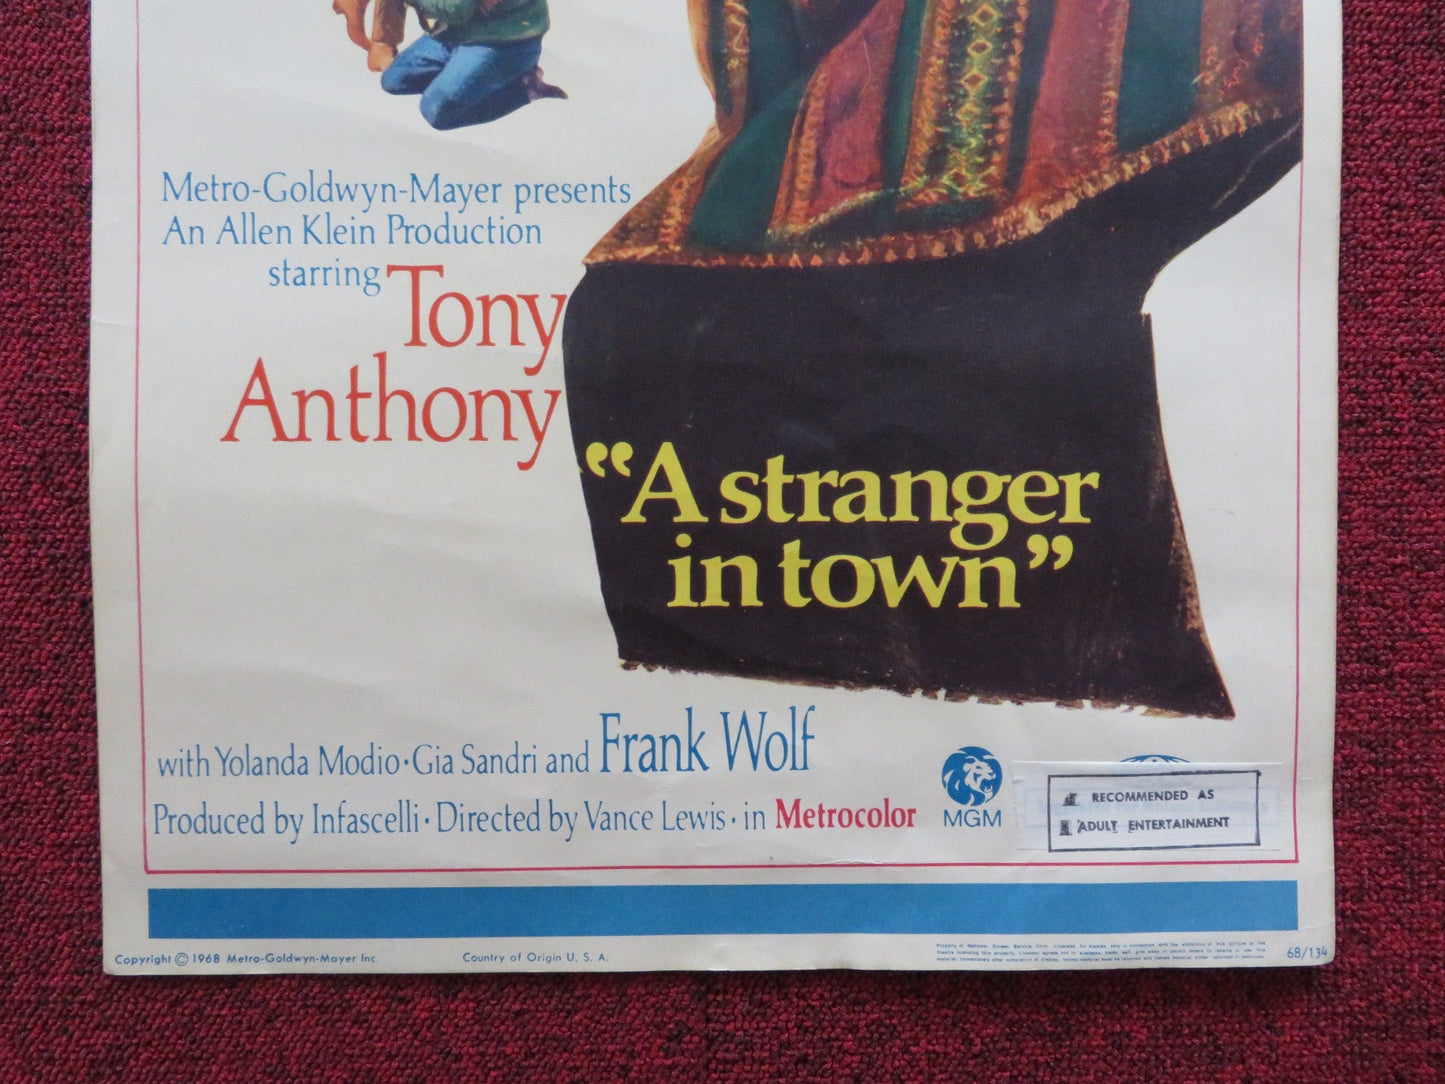 Metro-Goldwyn-Mayer presents
An Allen Klein Production
starring Tony
Anthony
“A stranger
in town”
with Yolanda Modio·Gia Sandri and Frank Wolf
Produced by Infascelli·Directed by Vance Lewis·in Metrocolor
MGM
RECOMMENDED AS
ADULT ENTERTAINMENT
Copyright © 1968 Metro-Goldwyn-Mayer Inc.
Country of Origin U. S. A.
68/134